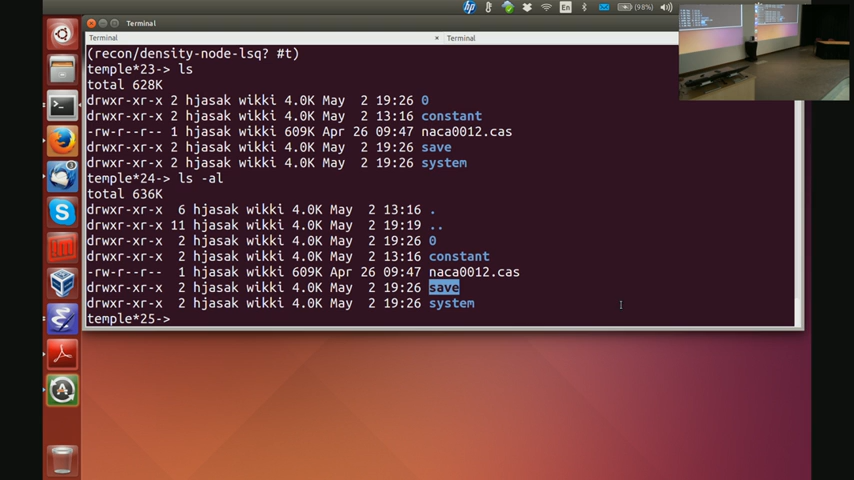 Terminal
En
(98%)
Terminal
Terminal
(recon/density-node-lsq? #t)
temple*23-> ls
total 628K
drwxr-xr-x 2 hjasak wikki 4.0K May  2 19:26 0
drwxr-xr-x 2 hjasak wikki 4.0K May  2 13:16 constant
-rw-r--r-- 1 hjasak wikki 609K Apr 26 09:47 naca0012.cas
drwxr-xr-x 2 hjasak wikki 4.0K May  2 19:26 save
drwxr-xr-x 2 hjasak wikki 4.0K May  2 19:26 system
temple*24-> ls -al
total 636K
drwxr-xr-x  6 hjasak wikki 4.0K May  2 13:16 .
drwxr-xr-x 11 hjasak wikki 4.0K May  2 19:19 ..
drwxr-xr-x  2 hjasak wikki 4.0K May  2 19:26 0
drwxr-xr-x  2 hjasak wikki 4.0K May  2 13:16 constant
-rw-r--r--  1 hjasak wikki 609K Apr 26 09:47 naca0012.cas
drwxr-xr-x  2 hjasak wikki 4.0K May  2 19:26 save
drwxr-xr-x  2 hjasak wikki 4.0K May  2 19:26 system
temple*25->